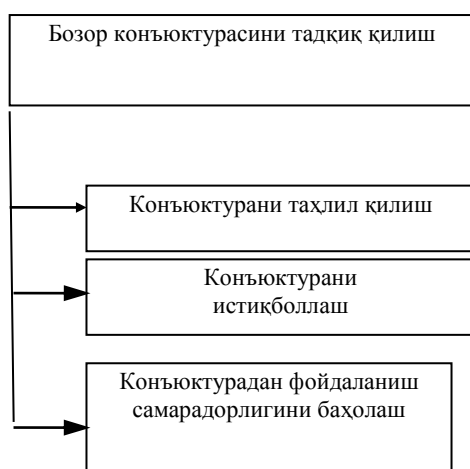 Бозор конъюктурасини тадқиқ қилиш
Конъюктурани таҳлил қилиш
Конъюктурани
истиқболлаш
Конъюктурадан фойдаланиш
самарадорлигини баҳолаш